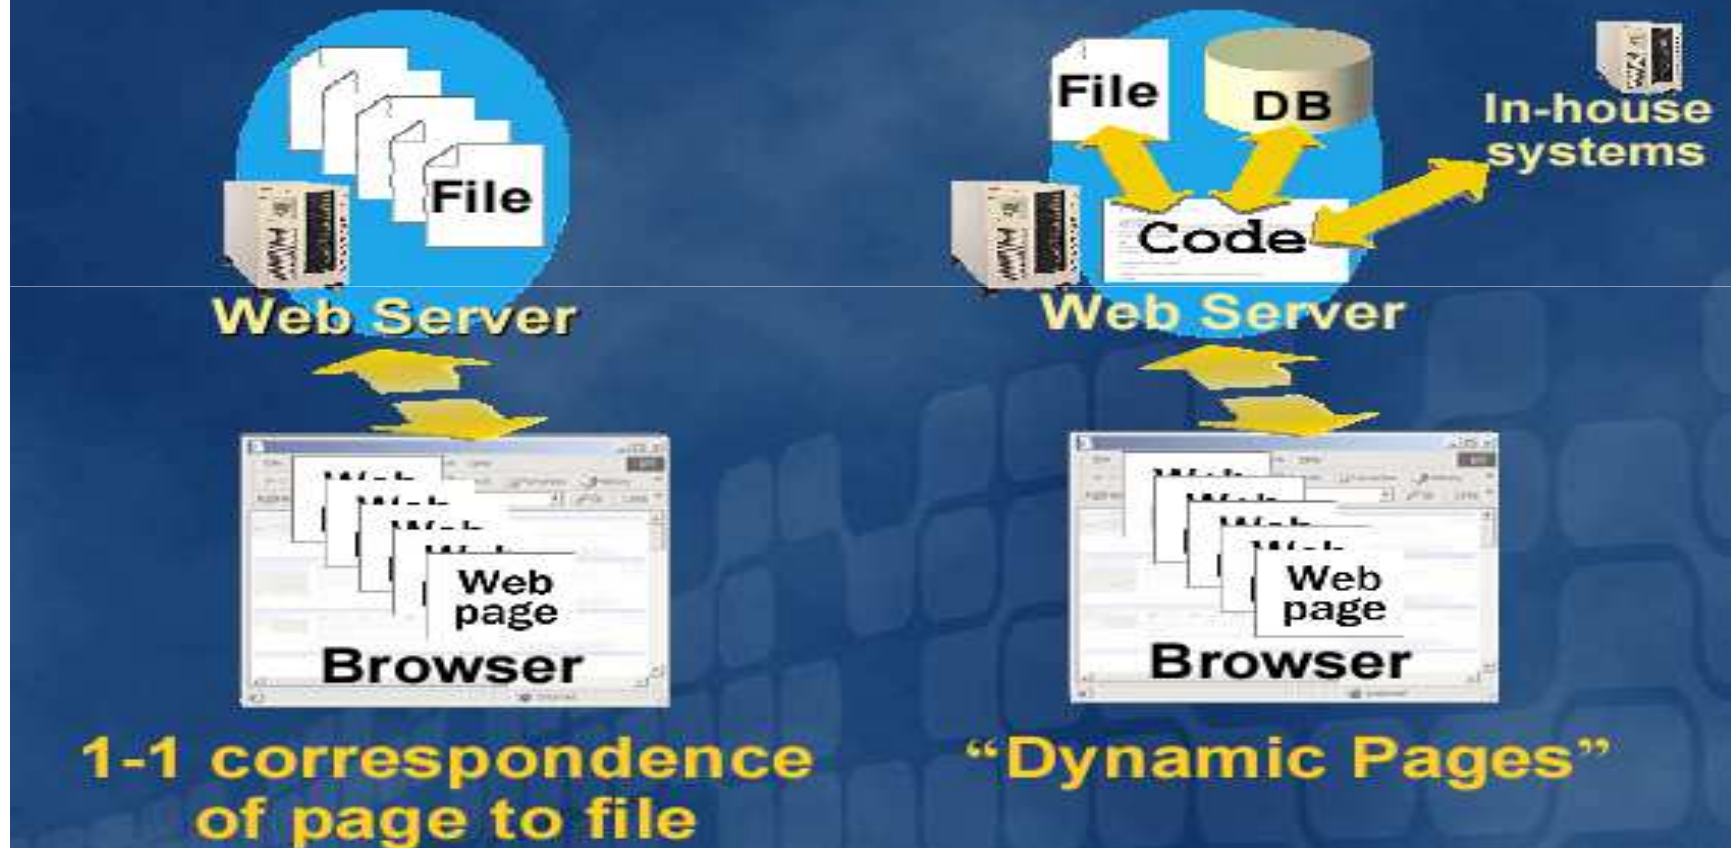 File
Web Server
Web
page
Browser
1-1 correspondence
of page to file
File
DB
In-house
systems
Code
Web Server
Web
page
Browser
“Dynamic Pages”